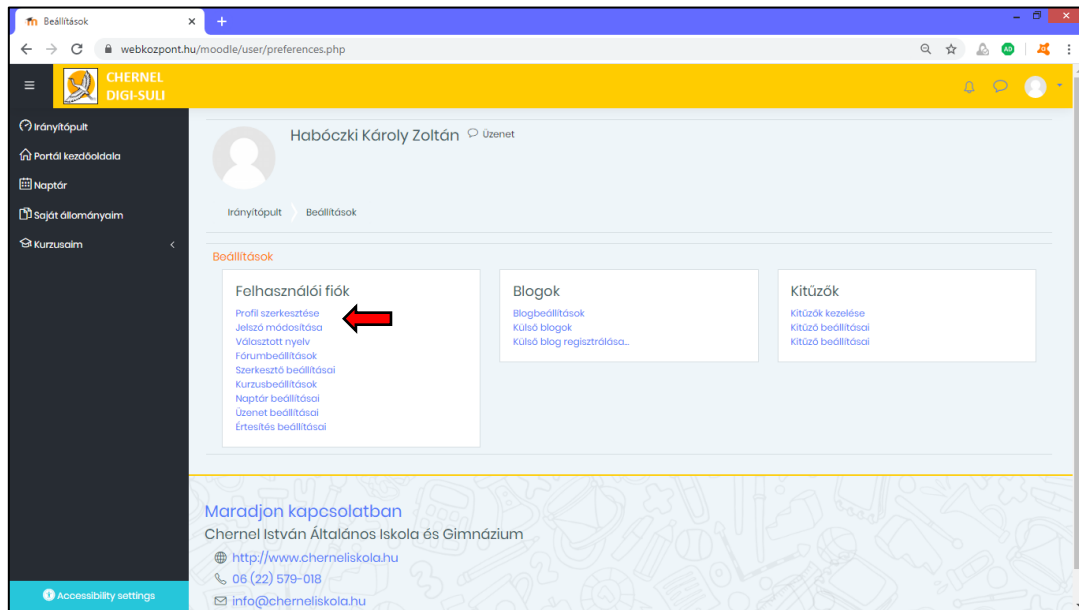 Beállítások
webkozpont.hu/moodle/user/preferences.php
CHERNEL
DIGI-SULI
Irányítópult
Portál kezdőoldala
Naptár
Saját állományaim
Kurzusaim
Accessibility settings
Habóczki Károly Zoltán Üzenet
Irányítópult Beállítások
Beállítások
Felhasználói fiók
Profil szerkesztése
Jelszó módosítása
Választott nyelv
Fórumbeállítások
Szerkesztő beállításai
Kurzusbeállítások
Naptár beállításai
Üzenet beállításai
Értesítés beállításai
Blogok
Blogbeállítások
Külső blogok
Külső blog regisztrálása...
Kitűzők
Kitűzők kezelése
Kitűző beállításai
Kitűző beállításai
Maradjon kapcsolatban
Chernel István Általános Iskola és Gimnázium
http://www.cherneliskola.hu
06 (22) 579-018
info@cherneliskola.hu